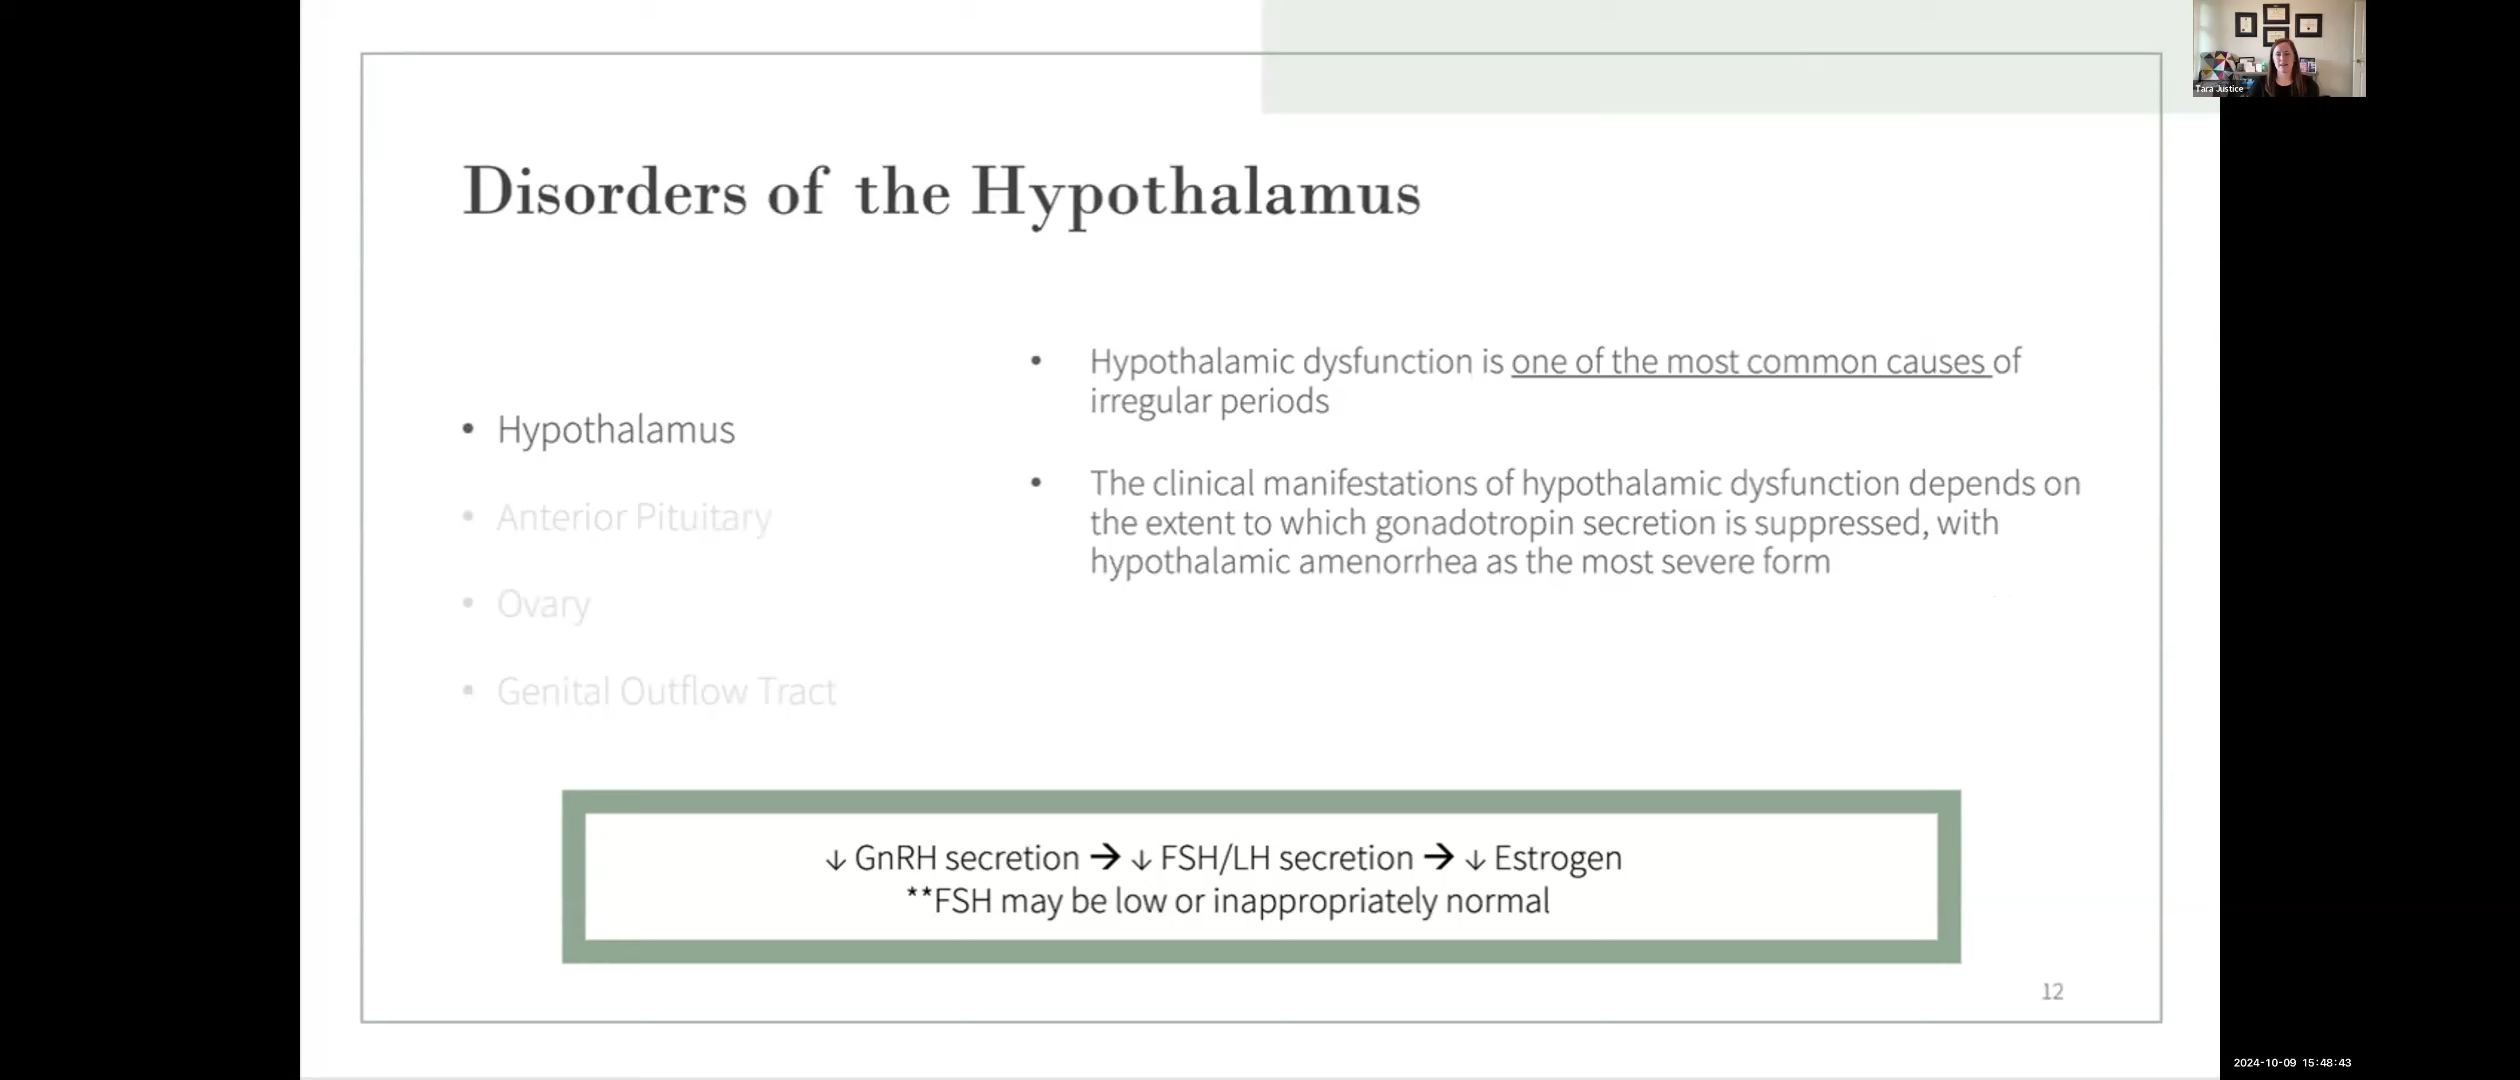 Tara Justice
Disorders of the Hypothalamus
• Hypothalamus
• Anterior Pituitary
• Ovary
• Genital Outflow Tract
• Hypothalamic dysfunction is one of the most common causes of
irregular periods
• The clinical manifestations of hypothalamic dysfunction depends on
the extent to which gonadotropin secretion is suppressed, with
hypothalamic amenorrhea as the most severe form
↓ GnRH secretion → ↓ FSH/LH secretion → ↓ Estrogen
**FSH may be low or inappropriately normal
12
2024-10-09 15:48:43